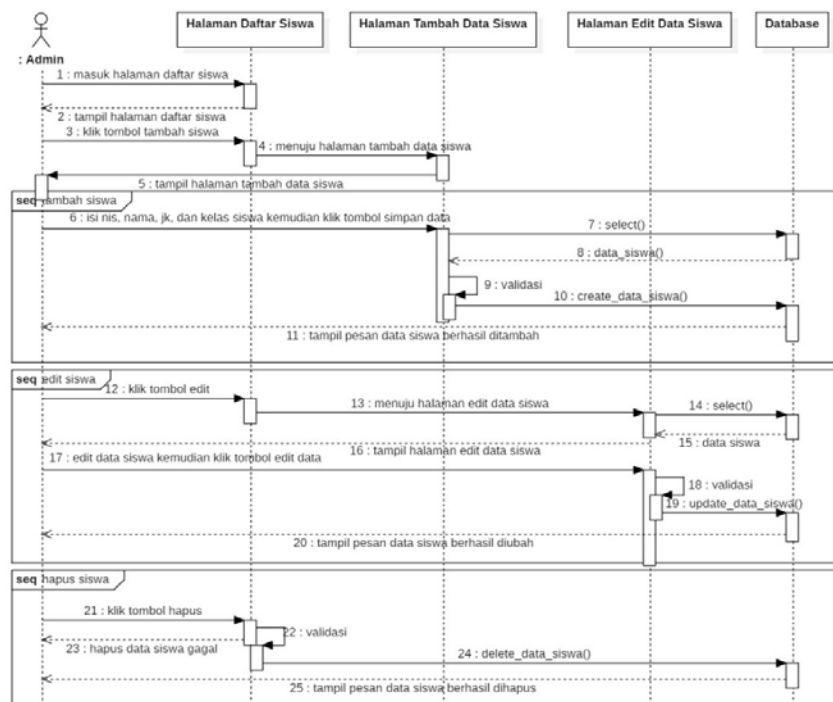 Halaman Daftar Siswa
Halaman Tambah Data Siswa
Halaman Edit Data Siswa
Database
: Admin
1 : masuk halaman daftar siswa
2 : tampil halaman daftar siswa
3 : klik tombol tambah siswa
4 : menuju halaman tambah data siswa
5 : tampil halaman tambah data siswa
seq tambah siswa
6 : isi nis, nama, jk, dan kelas siswa kemudian klik tombol simpan data
7 : select()
8 : data_siswa()
9 : validasi
10 : create_data_siswa()
11 : tampil pesan data siswa berhasil ditambah
seq edit siswa
12 : klik tombol edit
13 : menuju halaman edit data siswa
14 : select()
15 : data siswa
16 : tampil halaman edit data siswa
17 : edit data siswa kemudian klik tombol edit data
18 : validasi
19 : update_data_siswa()
20 : tampil pesan data siswa berhasil diubah
seq hapus siswa
21 : klik tombol hapus
22 : validasi
23 : hapus data siswa gagal
24 : delete_data_siswa()
25 : tampil pesan data siswa berhasil dihapus